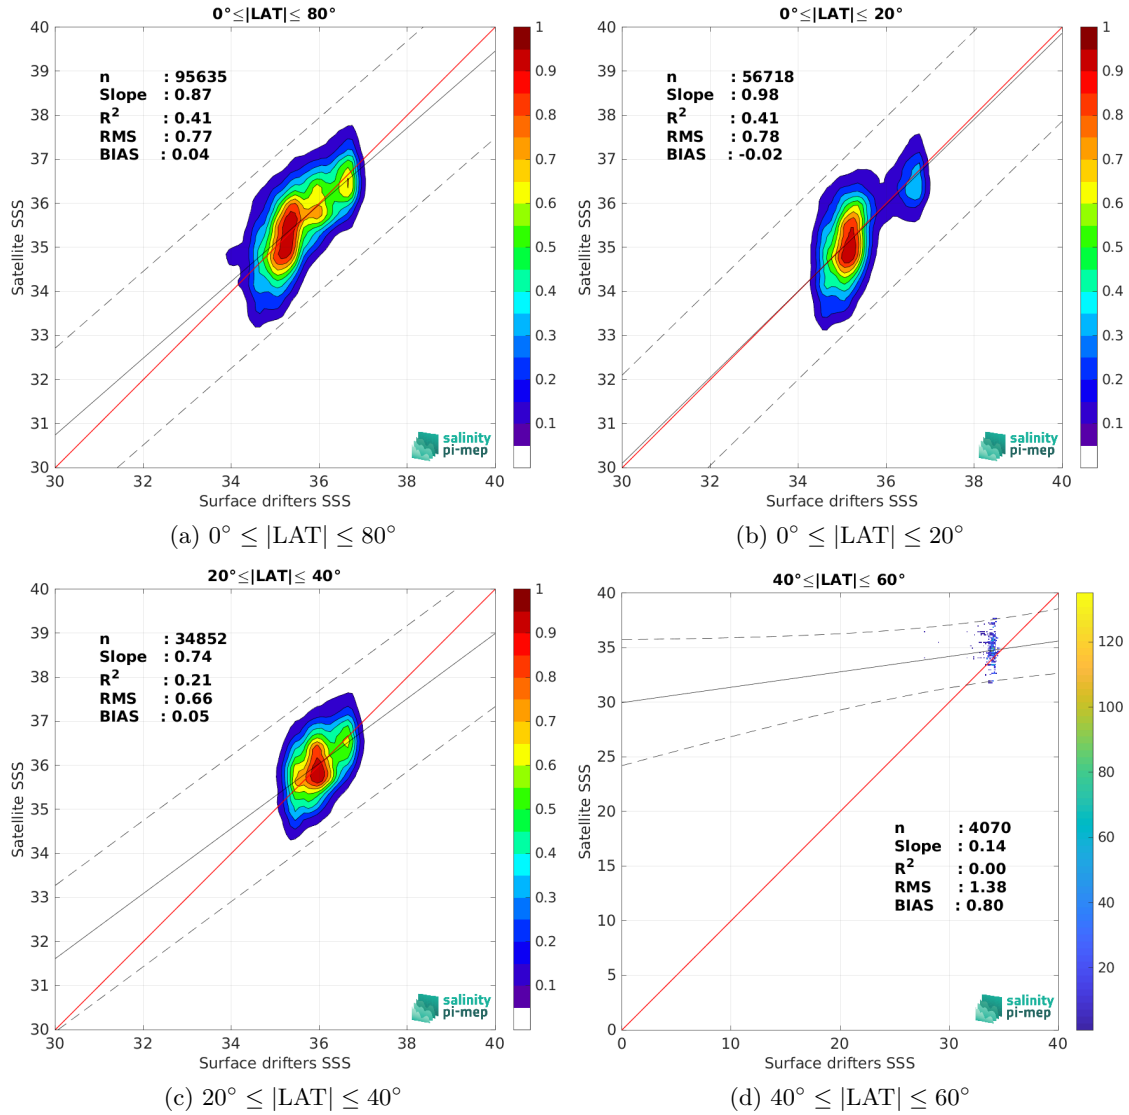 0°≤|LAT|≤ 80°
n : 95635
Slope : 0.87
R² : 0.41
RMS : 0.77
BIAS : 0.04
40
39
38
37
36
35
34
33
32
31
30
Satellite SSS
30 32 34 36 38 40
Surface drifters SSS
1
0.9
0.8
0.7
0.6
0.5
0.4
0.3
0.2
0.1
salinity
pi-mep
(a) 0° ≤ |LAT| ≤ 80°
0°≤|LAT|≤ 20°
n : 56718
Slope : 0.98
R² : 0.41
RMS : 0.78
BIAS : -0.02
40
39
38
37
36
35
34
33
32
31
30
Satellite SSS
30 32 34 36 38 40
Surface drifters SSS
1
0.9
0.8
0.7
0.6
0.5
0.4
0.3
0.2
0.1
salinity
pi-mep
(b) 0° ≤ |LAT| ≤ 20°
20°≤|LAT|≤ 40°
n : 34852
Slope : 0.74
R² : 0.21
RMS : 0.66
BIAS : 0.05
40
39
38
37
36
35
34
33
32
31
30
Satellite SSS
30 32 34 36 38 40
Surface drifters SSS
1
0.9
0.8
0.7
0.6
0.5
0.4
0.3
0.2
0.1
salinity
pi-mep
(c) 20° ≤ |LAT| ≤ 40°
40°≤|LAT|≤ 60°
40
35
30
25
20
15
10
5
0
Satellite SSS
n : 4070
Slope : 0.14
R² : 0.00
RMS : 1.38
BIAS : 0.80
0 10 20 30 40
Surface drifters SSS
120
100
80
60
40
20
salinity
pi-mep
(d) 40° ≤ |LAT| ≤ 60°